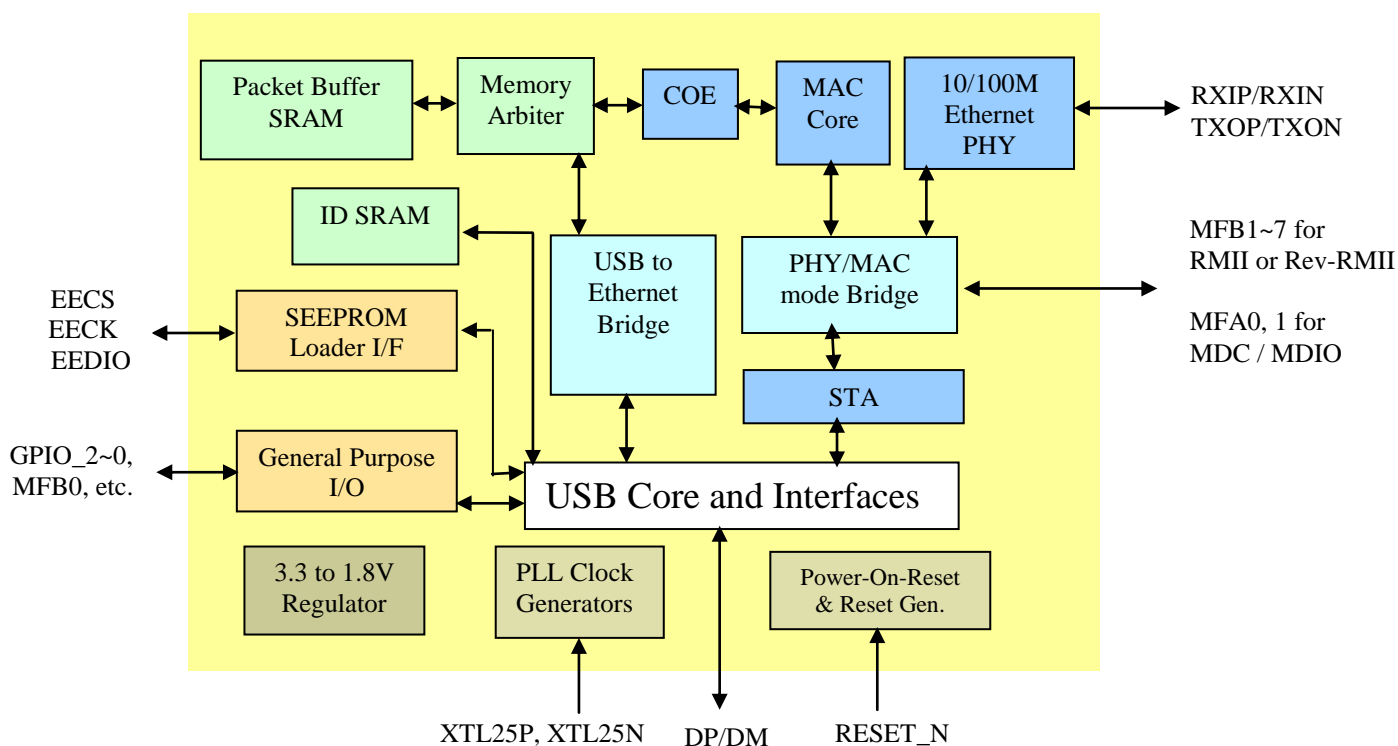 Packet Buffer
SRAM
Memory
Arbiter
COE
MAC
Core
10/100M
Ethernet
PHY
RXIP/RXIN
TXOP/TXON
ID SRAM
USB to
Ethernet
Bridge
PHY/MAC
mode Bridge
MFB1~7 for
RMII or Rev-RMII
MFA0, 1 for
MDC / MDIO
EECS
EECK
EEDIO
SEEPROM
Loader I/F
STA
GPIO_2~0,
MFB0, etc.
General Purpose
I/O
USB Core and Interfaces
3.3 to 1.8V
Regulator
PLL Clock
Generators
Power-On-Reset
& Reset Gen.
XTL25P, XTL25N
DP/DM
RESET_N